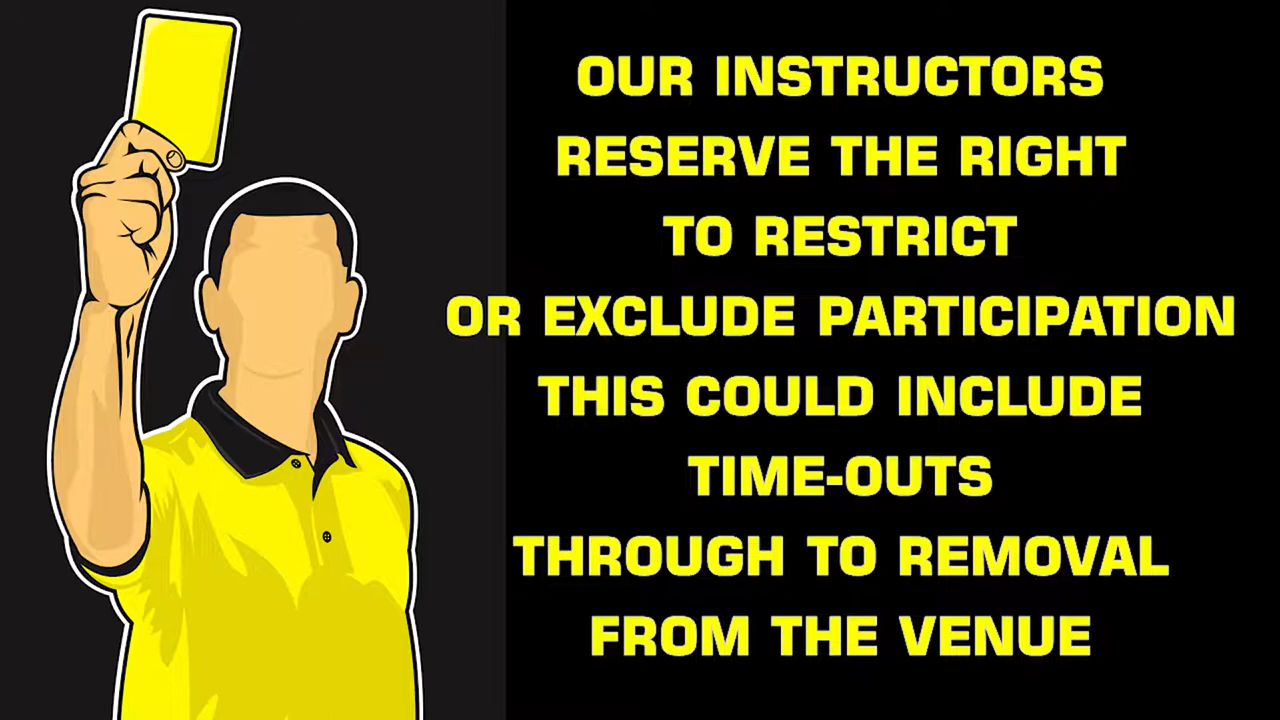 OUR INSTRUCTORS
RESERVE THE RIGHT
TO RESTRICT
OR EXCLUDE PARTICIPATION
THIS COULD INCLUDE
TIME-OUTS
THROUGH TO REMOVAL
FROM THE VENUE